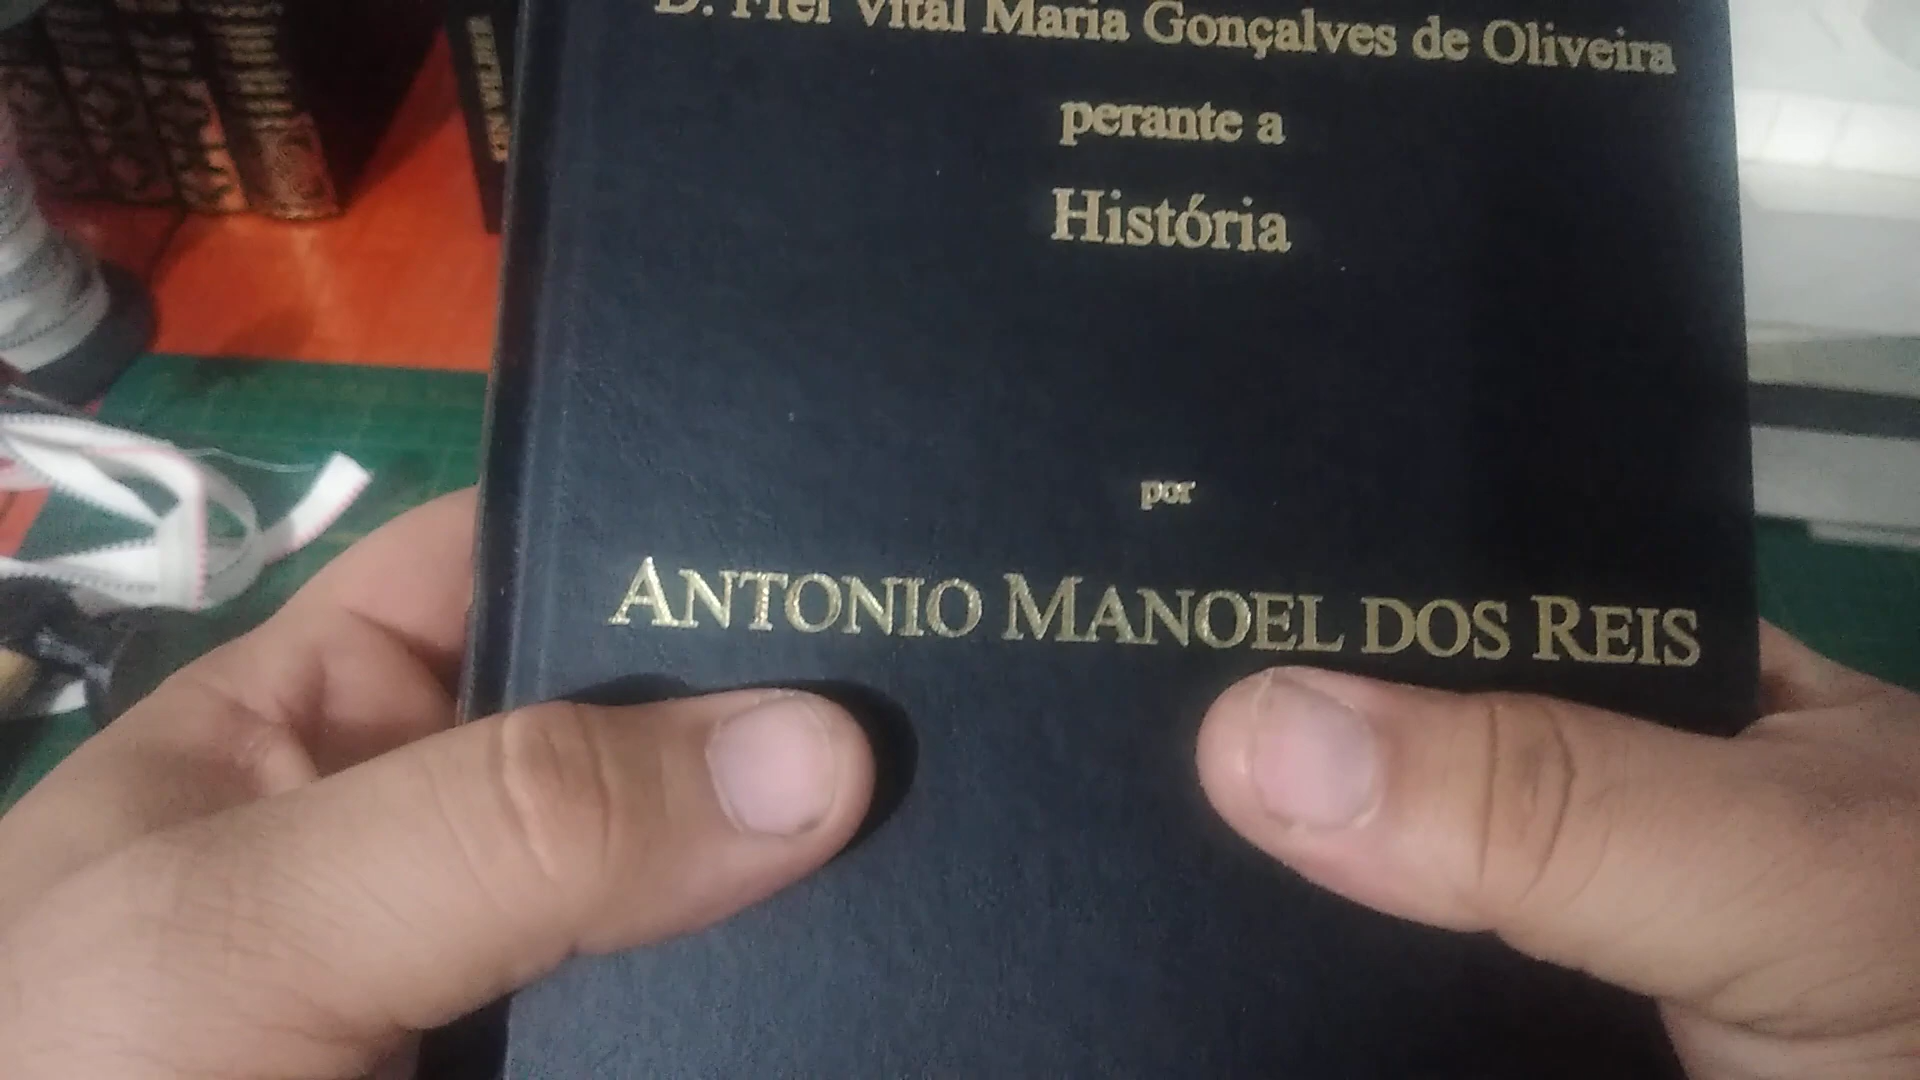 D. Frei Vital Maria Gonçalves de Oliveira
perante a
História
por
ANTONIO MANOEL DOS REIS